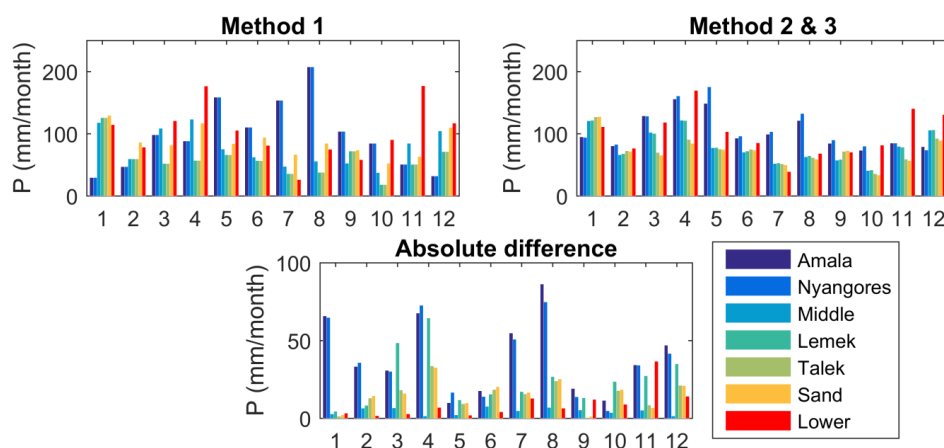 Method 1
P (mm/month)
200
100
0
1 2 3 4 5 6 7 8 9 10 11 12
Method 2 & 3
P (mm/month)
200
100
0
1 2 3 4 5 6 7 8 9 10 11 12
Absolute difference
P (mm/month)
100
50
0
1 2 3 4 5 6 7 8 9 10 11 12
Amala
Nyangores
Middle
Lemek
Talek
Sand
Lower